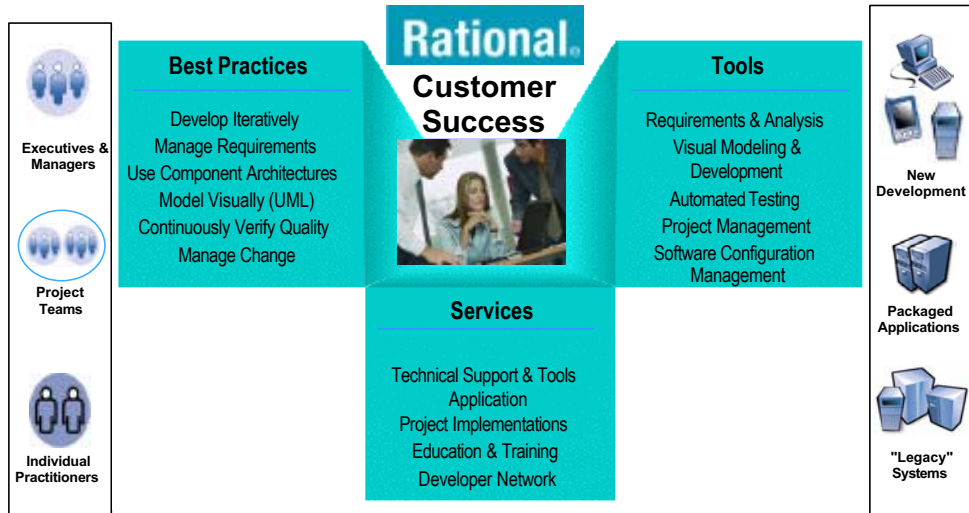 Rational®
Customer
Success
Executives &
Managers
Project
Teams
Individual
Practitioners
Best Practices
Develop Iteratively
Manage Requirements
Use Component Architectures
Model Visually (UML)
Continuously Verify Quality
Manage Change
Tools
Requirements & Analysis
Visual Modeling &
Development
Automated Testing
Project Management
Software Configuration
Management
Services
Technical Support & Tools
Application
Project Implementations
Education & Training
Developer Network
New
Development
Packaged
Applications
"Legacy"
Systems